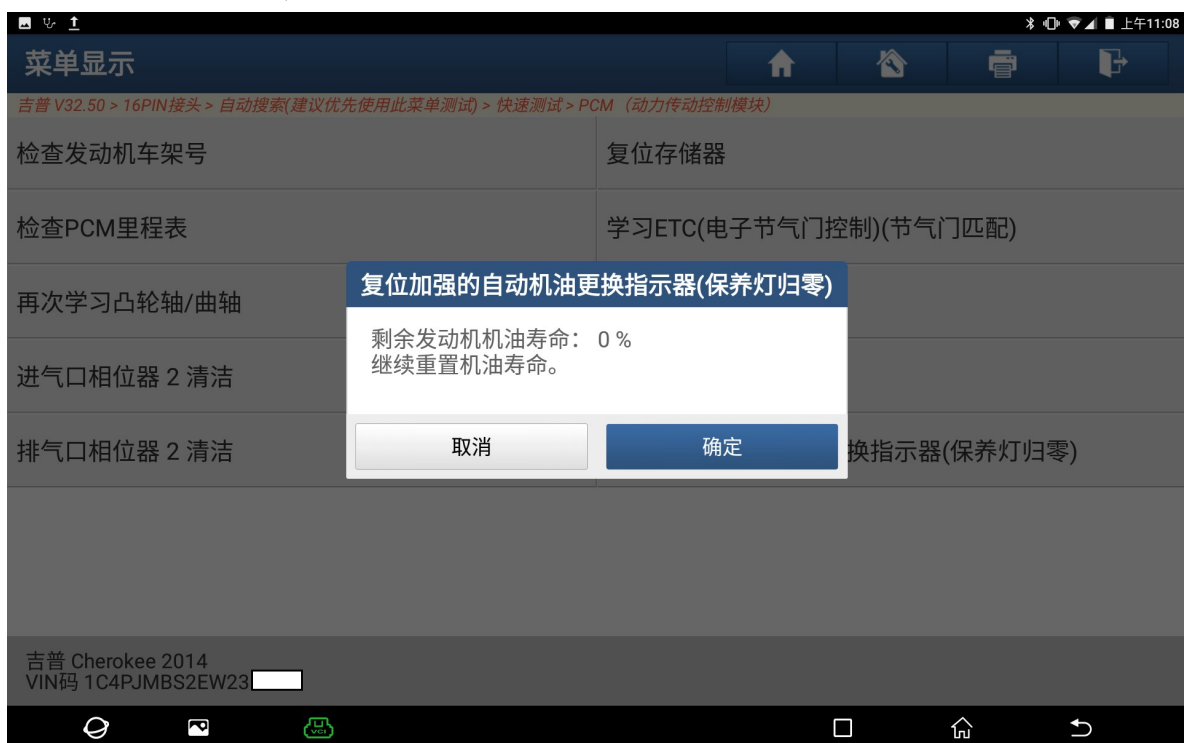 上午11:08
菜单显示
吉普 V32.50 > 16PIN接头 > 自动搜索(建议优先使用此菜单测试) > 快速测试 > PCM（动力传动控制模块）
检查发动机车架号
复位存储器
检查PCM里程表
学习ETC(电子节气门控制)(节气门匹配)
再次学习凸轮轴/曲轴
复位加强的自动机油更换指示器(保养灯归零)
剩余发动机机油寿命： 0 %
继续重置机油寿命。
进气口相位器 2 清洁
取消
确定
排气口相位器 2 清洁
换指示器(保养灯归零)
吉普 Cherokee 2014
VIN码 1C4PJMBS2EW23
VCI